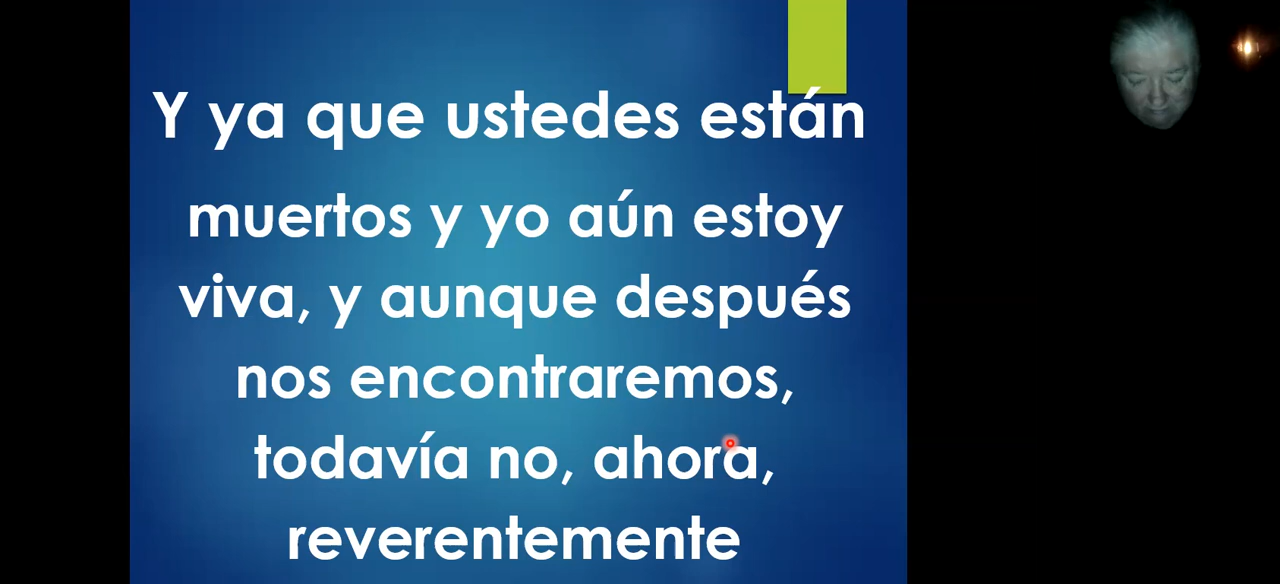 Y ya que ustedes están
muertos y yo aún estoy
viva, y aunque después
nos encontraremos,
todavía no, ahora,
reverentemente